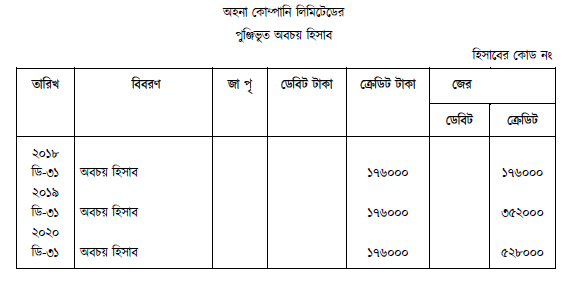 অহনা কোম্পানি লিমিটেডের
পুঞ্জিভূত অবচয় হিসাব
হিসাবের কোড নং
তারিখ বিবরণ জা পৃ ডেবিট টাকা ক্রেডিট টাকা জের
ডেবিট ক্রেডিট
২০১৮
ডি-৩১ অবচয় হিসাব ১৭৬০০০ ১৭৬০০০
২০১৯
ডি-৩১ অবচয় হিসাব ১৭৬০০০ ৩৫২০০০
২০২০
ডি-৩১ অবচয় হিসাব ১৭৬০০০ ৫২৮০০০